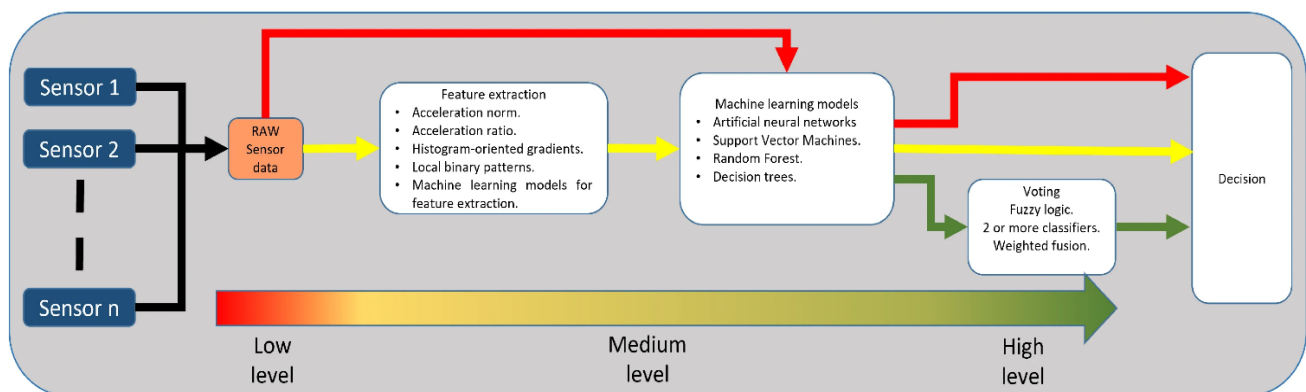 Sensor 1
Sensor 2
Sensor n
RAW
Sensor
data
Feature extraction
• Acceleration norm.
• Acceleration ratio.
• Histogram-oriented gradients.
• Local binary patterns.
• Machine learning models for
feature extraction.
Machine learning models
• Artificial neural networks
• Support Vector Machines.
• Random Forest.
• Decision trees.
Voting
Fuzzy logic.
2 or more classifiers.
Weighted fusion.
Decision
Low
level
Medium
level
High
level